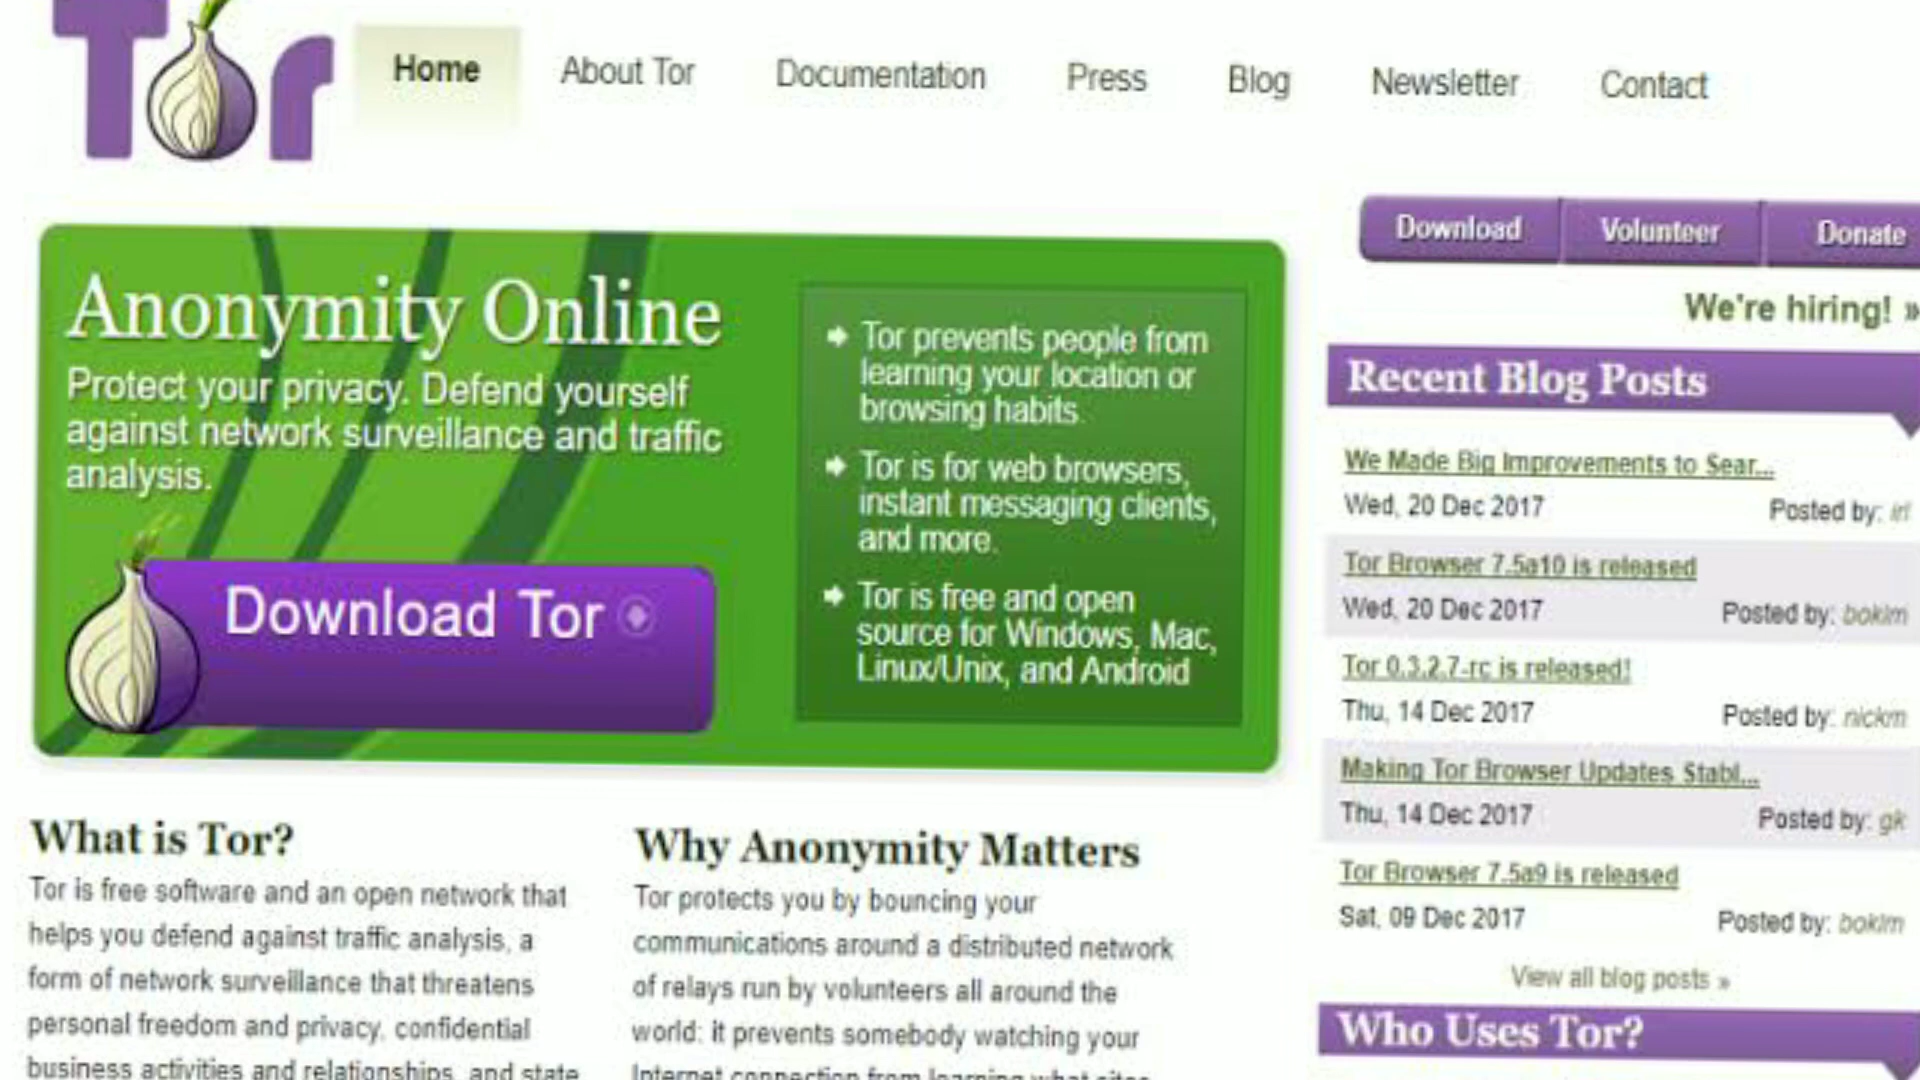 Tor
Home
About Tor
Documentation
Press
Blog
Newsletter
Contact
Download
Volunteer
Donate
We're hiring! »
Anonymity Online
Protect your privacy. Defend yourself
against network surveillance and traffic
analysis.
Download Tor
Tor prevents people from
learning your location or
browsing habits.
Tor is for web browsers,
instant messaging clients,
and more.
Tor is free and open
source for Windows, Mac,
Linux/Unix, and Android
What is Tor?
Tor is free software and an open network that
helps you defend against traffic analysis, a
form of network surveillance that threatens
personal freedom and privacy, confidential
business activities and relationships, and state
Why Anonymity Matters
Tor protects you by bouncing your
communications around a distributed network
of relays run by volunteers all around the
world: it prevents somebody watching your
Internet connection from learning what sites
Recent Blog Posts
We Made Big Improvements to Sear...
Wed, 20 Dec 2017
Posted by: irl
Tor Browser 7.5a10 is released
Wed, 20 Dec 2017
Posted by: boklm
Tor 0.3.2.7-rc is released!
Thu, 14 Dec 2017
Posted by: nickm
Making Tor Browser Updates Stabl...
Thu, 14 Dec 2017
Posted by: gk
Tor Browser 7.5a9 is released
Sat, 09 Dec 2017
Posted by: boklm
View all blog posts »
Who Uses Tor?